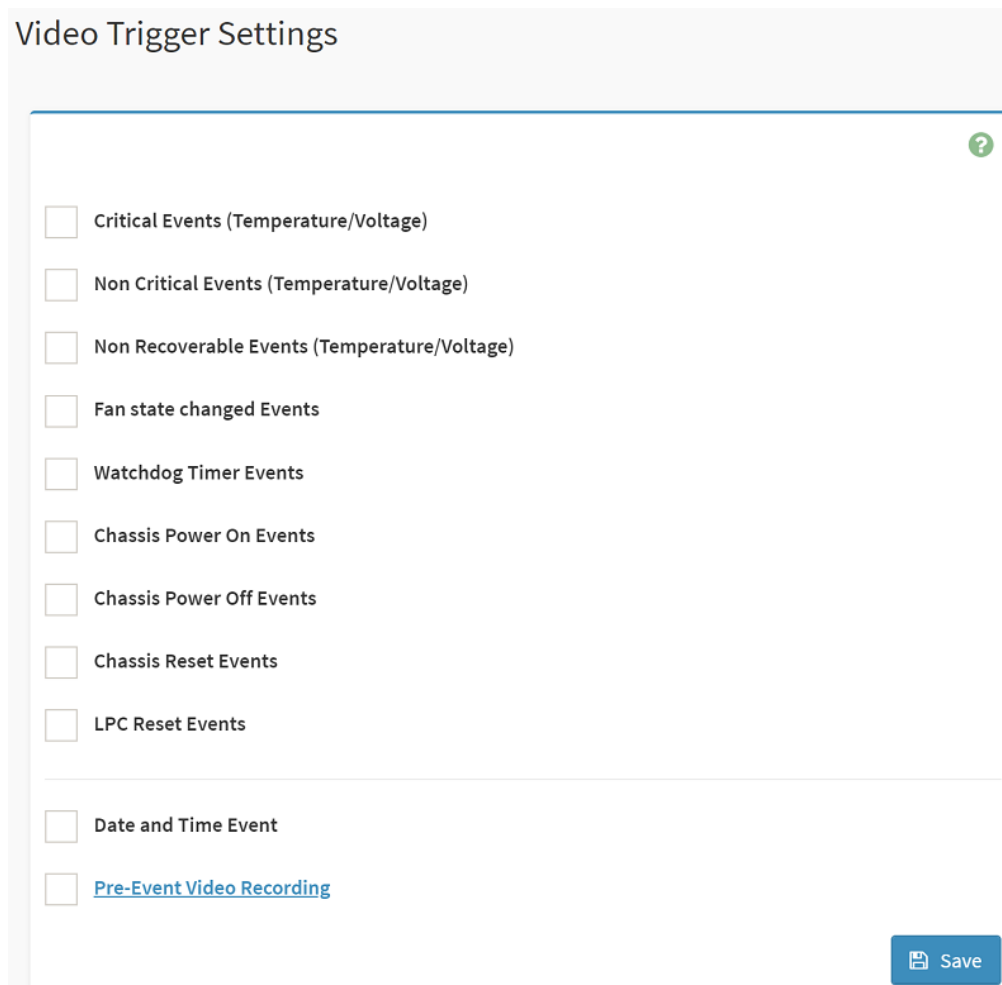 Video Trigger Settings
?
Critical Events (Temperature/Voltage)
Non Critical Events (Temperature/Voltage)
Non Recoverable Events (Temperature/Voltage)
Fan state changed Events
Watchdog Timer Events
Chassis Power On Events
Chassis Power Off Events
Chassis Reset Events
LPC Reset Events
Date and Time Event
Pre-Event Video Recording
Save